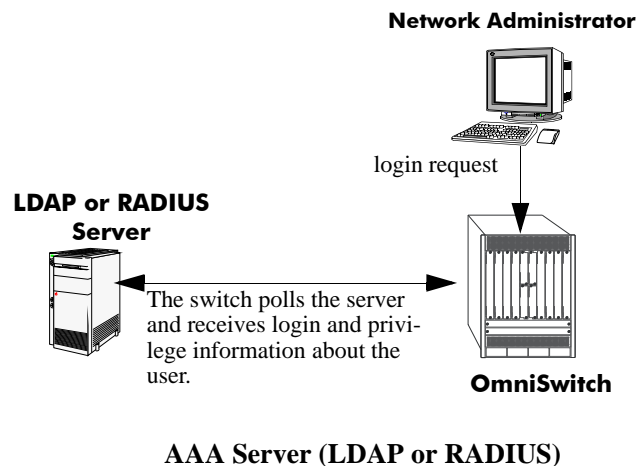 Network Administrator
login request
LDAP or RADIUS
Server
The switch polls the server
and receives login and privi-
lege information about the
user.
OmniSwitch
AAA Server (LDAP or RADIUS)